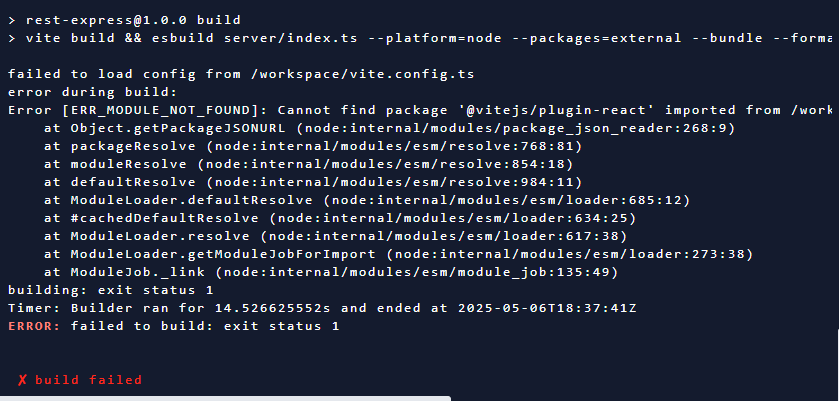 > rest-express@1.0.0 build
> vite build && esbuild server/index.ts --platform=node --packages=external --bundle --forma
failed to load config from /workspace/vite.config.ts
error during build:
Error [ERR_MODULE_NOT_FOUND]: Cannot find package '@vitejs/plugin-react' imported from /work
at Object.getPackageJSONURL (node:internal/modules/package_json_reader:268:9)
at packageResolve (node:internal/modules/esm/resolve:768:81)
at moduleResolve (node:internal/modules/esm/resolve:854:18)
at defaultResolve (node:internal/modules/esm/resolve:984:11)
at ModuleLoader.defaultResolve (node:internal/modules/esm/loader:685:12)
at #cachedDefaultResolve (node:internal/modules/esm/loader:634:25)
at ModuleLoader.resolve (node:internal/modules/esm/loader:617:38)
at ModuleLoader.getModuleJobForImport (node:internal/modules/esm/loader:273:38)
at ModuleJob._link (node:internal/modules/esm/module_job:135:49)
building: exit status 1
Timer: Builder ran for 14.526625552s and ended at 2025-05-06T18:37:41Z
ERROR: failed to build: exit status 1
✗ build failed